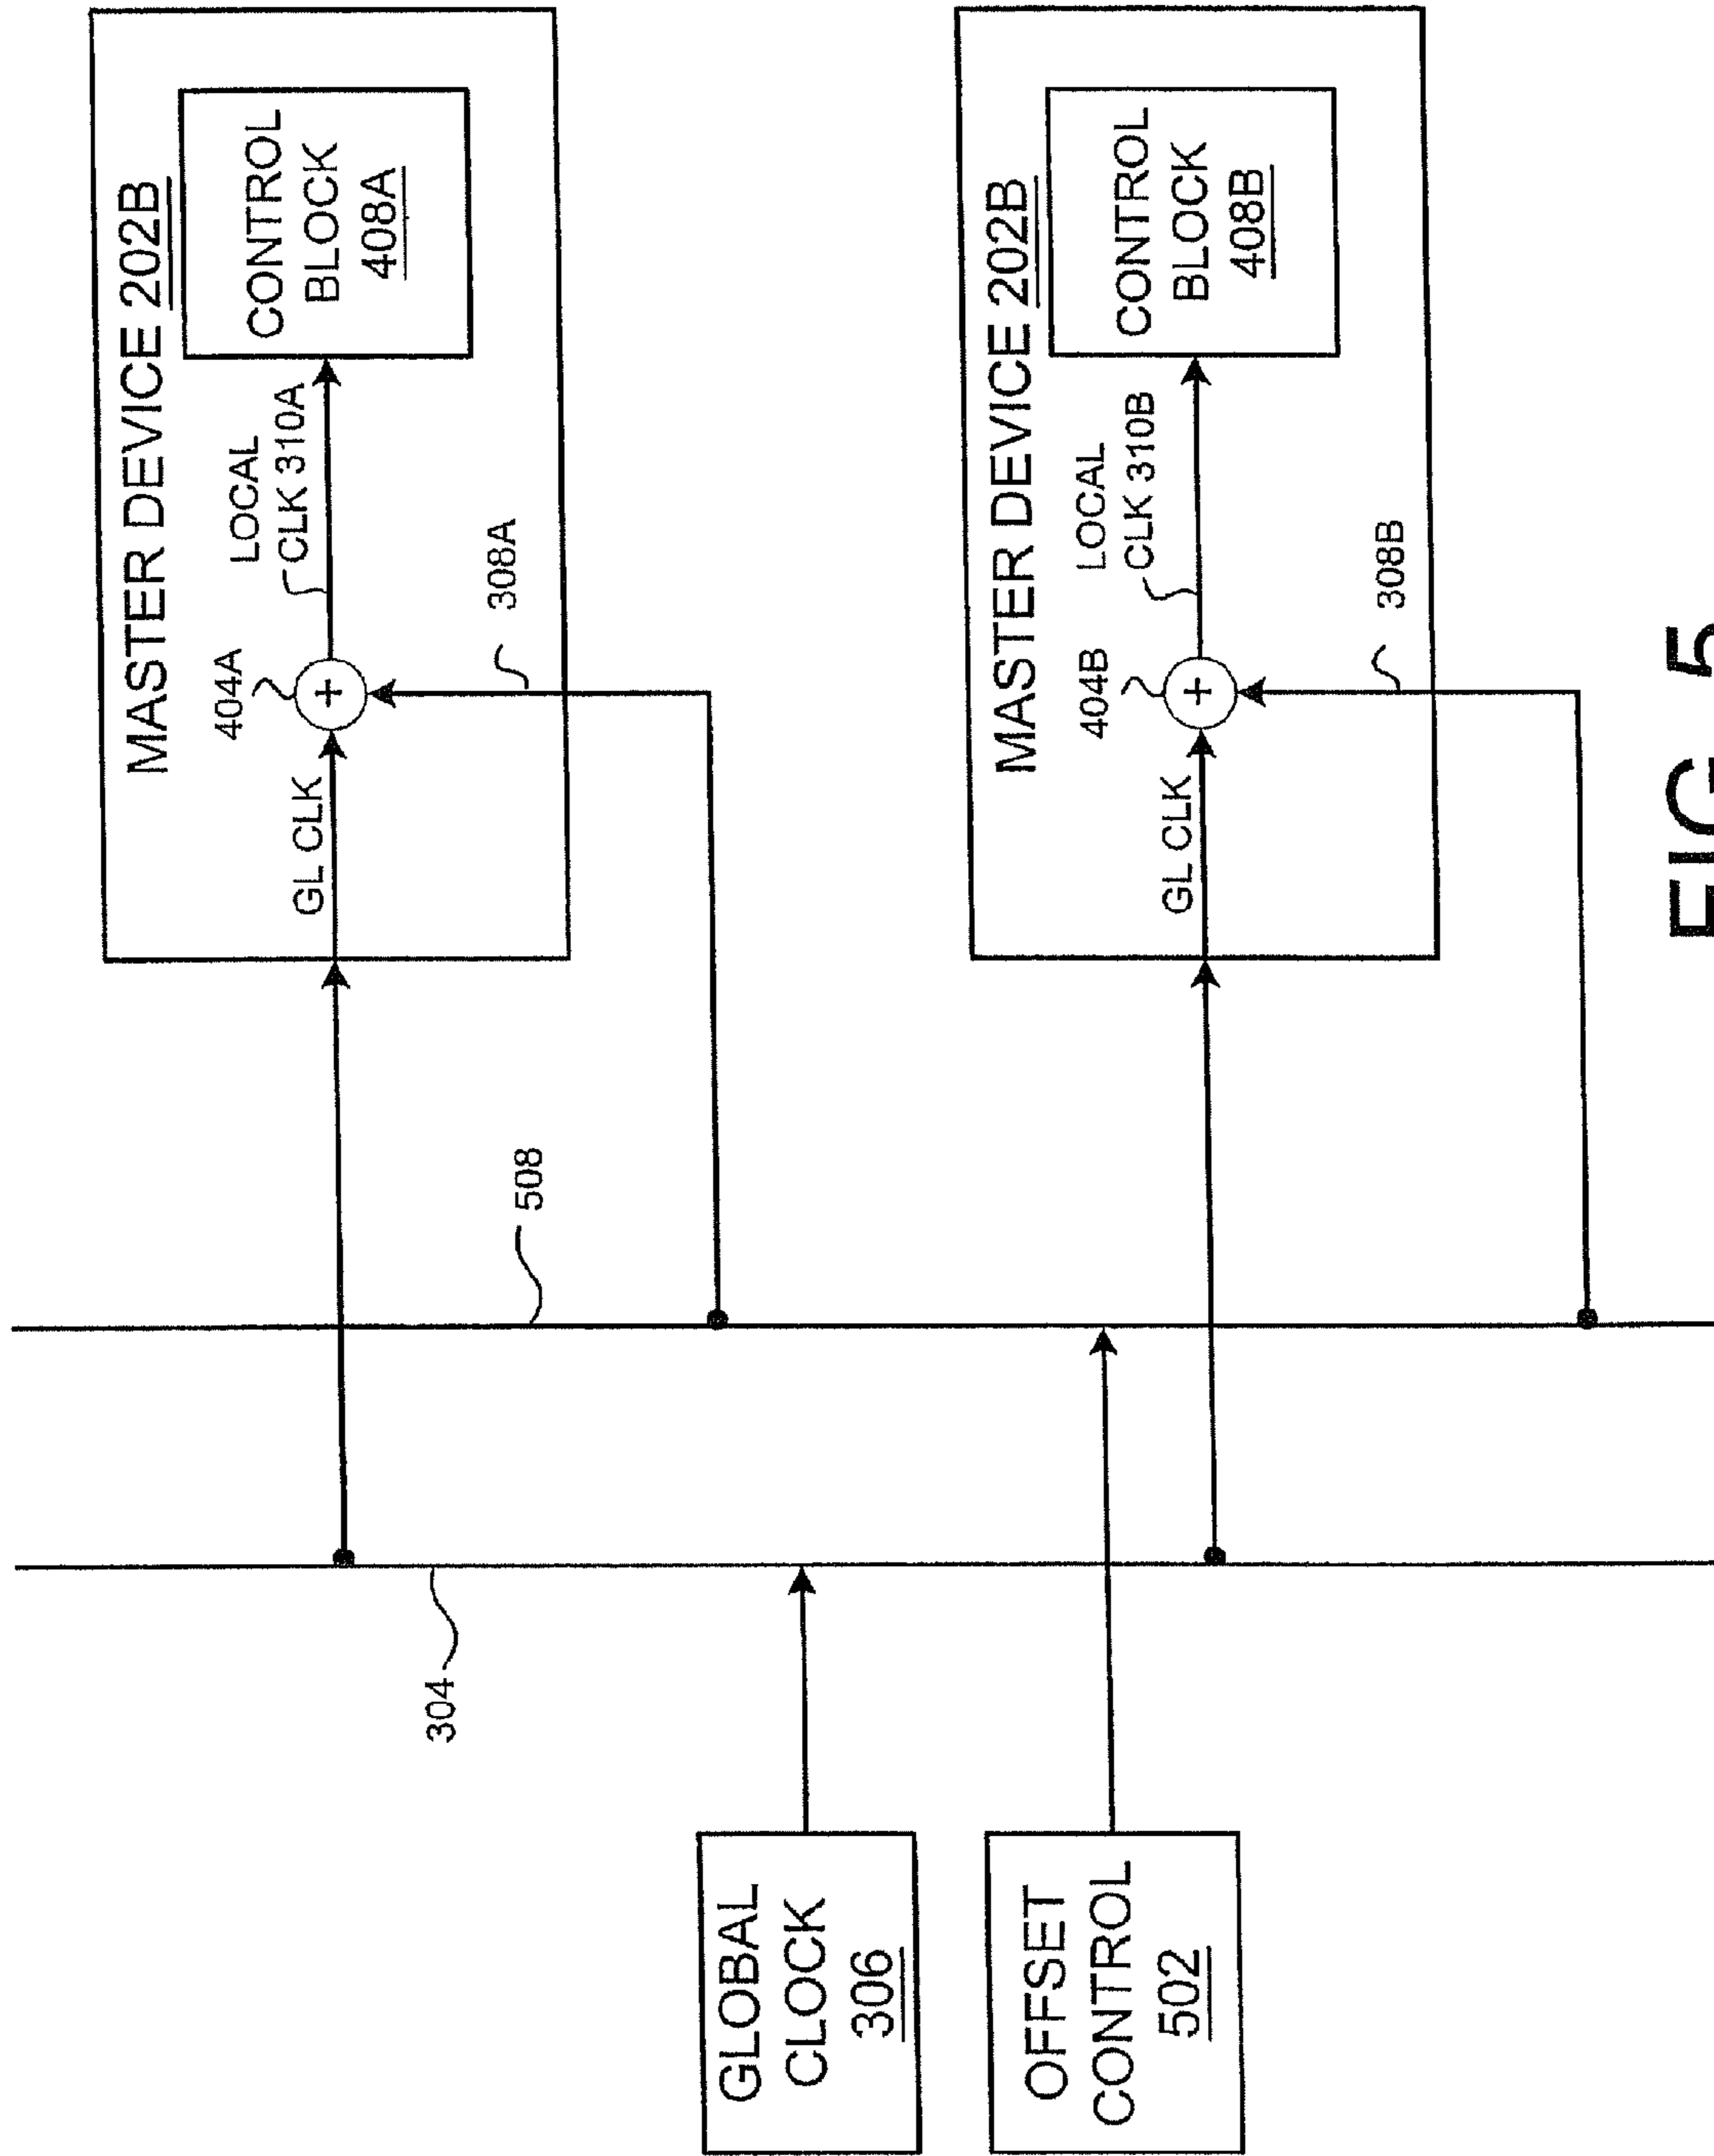 MASTER DEVICE 202B
CONTROL
BLOCK
408A
LOCAL
CLK 310A
404A
+
GL CLK
308A
508
304
GLOBAL
CLOCK
306
OFFSET
CONTROL
502
MASTER DEVICE 202B
CONTROL
BLOCK
408B
LOCAL
CLK 310B
404B
+
GL CLK
308B
FIG. 5